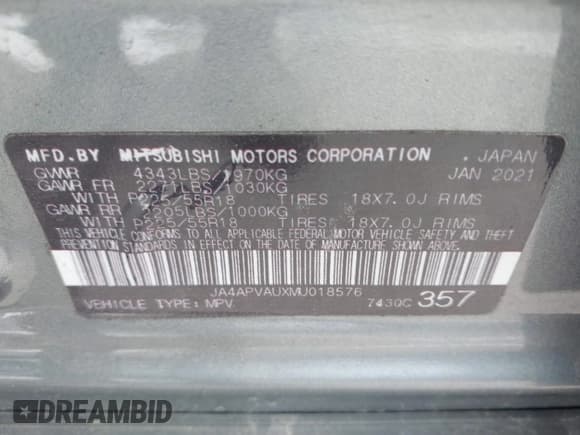 MFD.BY MITSUBISHI MOTORS CORPORATION . JAPAN
GVWR 4343LBS/1970KG JAN 2021
GAWR FR 2271LBS/1030KG
WITH P225/55R18 TIRES 18X7.0J RIMS
GAWR RR 2205LBS/1000KG
WITH P225/55R18 TIRES 18X7.0J RIMS
THIS VEHICLE CONFORMS TO ALL APPLICABLE FEDERAL MOTOR VEHICLE SAFETY AND THEFT
PREVENTION STANDARDS IN EFFECT ON THE DATE OF MANUFACTURE SHOWN ABOVE.
JA4APVAUXMU018576
VEHICLE TYPE: MPV 743QC 357
DREAMBID